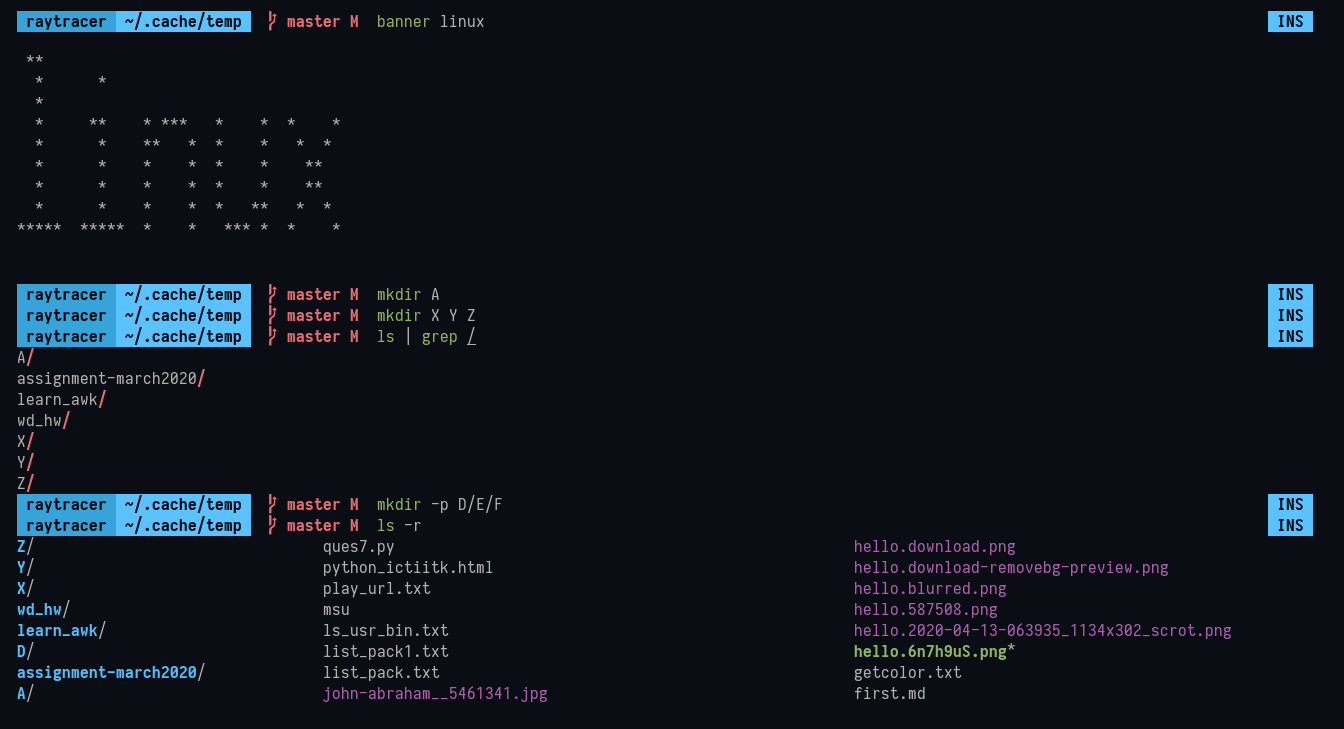 raytracer ~/.cache/temp master M banner linux INS
 **
  *      *
  *
  *     **    * ***   *    *  *    *
  *      *    **   *  *    *   *  *
  *      *    *    *  *    *    **
  *      *    *    *  *    *    **
  *      *    *    *  *   **   *  *
*****  *****  *    *   *** *  *    *
raytracer ~/.cache/temp master M mkdir A INS
raytracer ~/.cache/temp master M mkdir X Y Z INS
raytracer ~/.cache/temp master M ls | grep / INS
A/
assignment-march2020/
learn_awk/
wd_hw/
X/
Y/
Z/
raytracer ~/.cache/temp master M mkdir -p D/E/F INS
raytracer ~/.cache/temp master M ls -r INS
Z/ ques7.py hello.download.png
Y/ python_ictiitk.html hello.download-removebg-preview.png
X/ play_url.txt hello.blurred.png
wd_hw/ msu hello.587508.png
learn_awk/ ls_usr_bin.txt hello.2020-04-13-063935_1134x302_scrot.png
D/ list_pack1.txt hello.6n7h9uS.png*
assignment-march2020/ list_pack.txt getcolor.txt
A/ john-abraham__5461341.jpg first.md